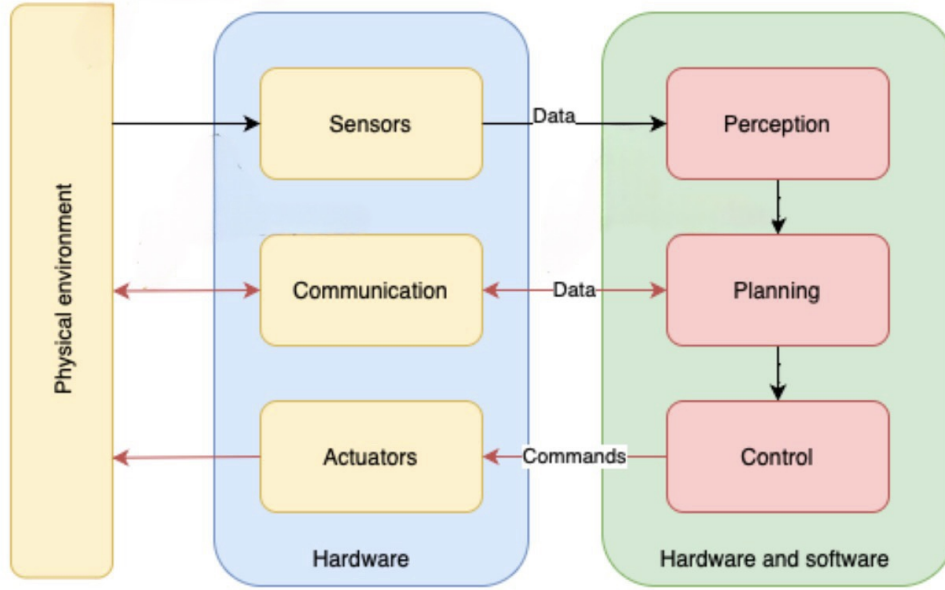 Physical environment
Sensors
Data
Perception
Communication
Data
Planning
Actuators
Commands
Control
Hardware
Hardware and software